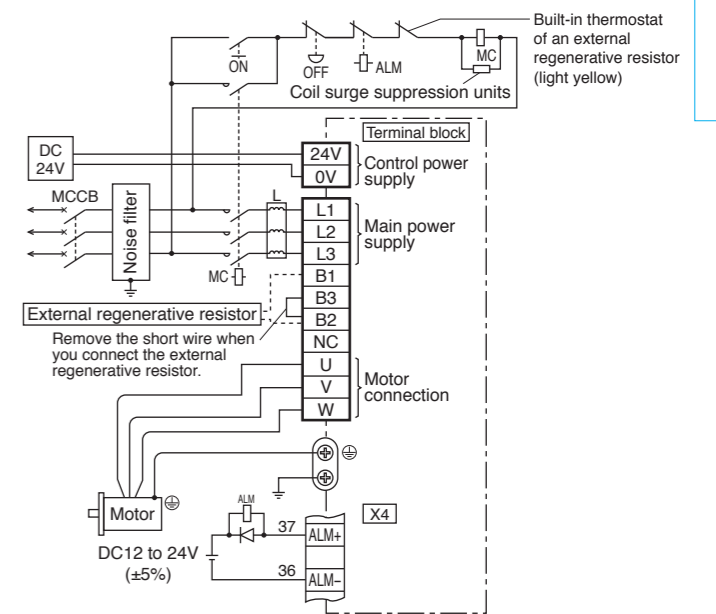 Built-in thermostat
of an external
regenerative resistor
(light yellow)
ON
OFF
ALM
MC
Coil surge suppression units
Terminal block
DC
24V
24V
0V
Control power
supply
MCCB
Noise filter
L
L1
L2
L3
Main power
supply
MC
B1
B3
B2
NC
External regenerative resistor
Remove the short wire when
you connect the external
regenerative resistor.
U
V
W
Motor
connection
Motor
ALM
X4
37
ALM+
DC12 to 24V
(±5%)
36
ALM−